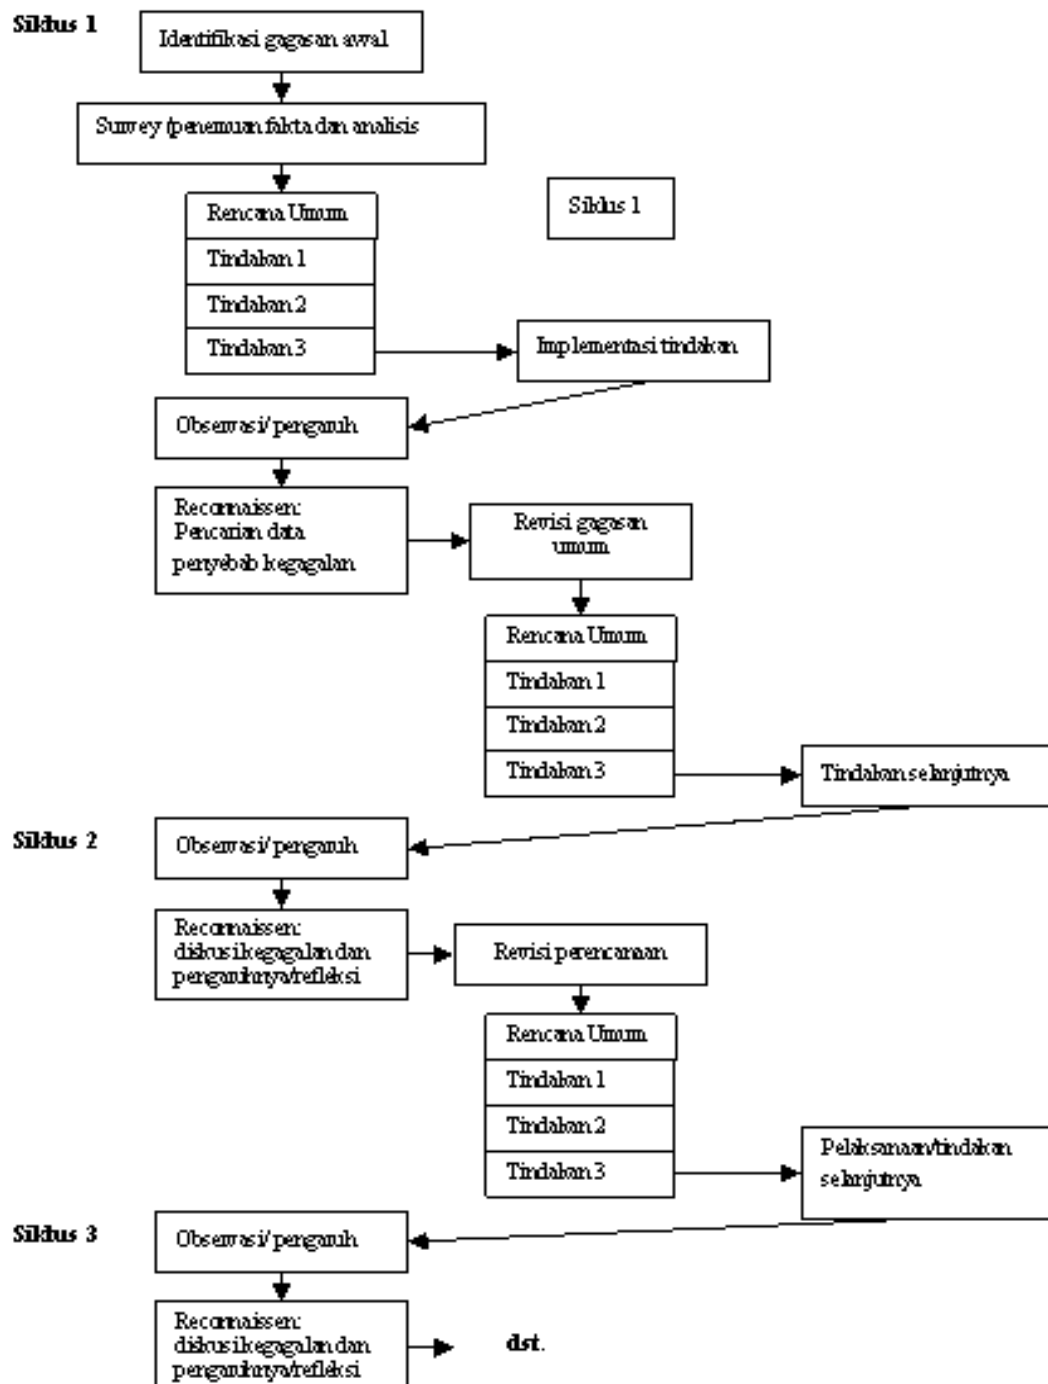 Siklus 1
Identifikasi gagasan awal
Survey /penemuan fakta dan analisis
Rencana Umum
Siklus 1
Tindakan 1
Tindakan 2
Tindakan 3
Implementasi tindakan
Observasi/ pengaruh
Reconnaissen:
Pencarian data
penyebab kegagalan
Revisi gagasan
umum
Rencana Umum
Tindakan 1
Tindakan 2
Tindakan 3
Tindakan selanjutnya
Siklus 2
Observasi/ pengaruh
Reconnaissen:
diskusi kegagalan dan
pengaruhnya/refleksi
Revisi perencanaan
Rencana Umum
Tindakan 1
Tindakan 2
Tindakan 3
Pelaksanaan/tindakan
selanjutnya
Siklus 3
Observasi/ pengaruh
Reconnaissen:
diskusi kegagalan dan
pengaruhnya/refleksi
dst.